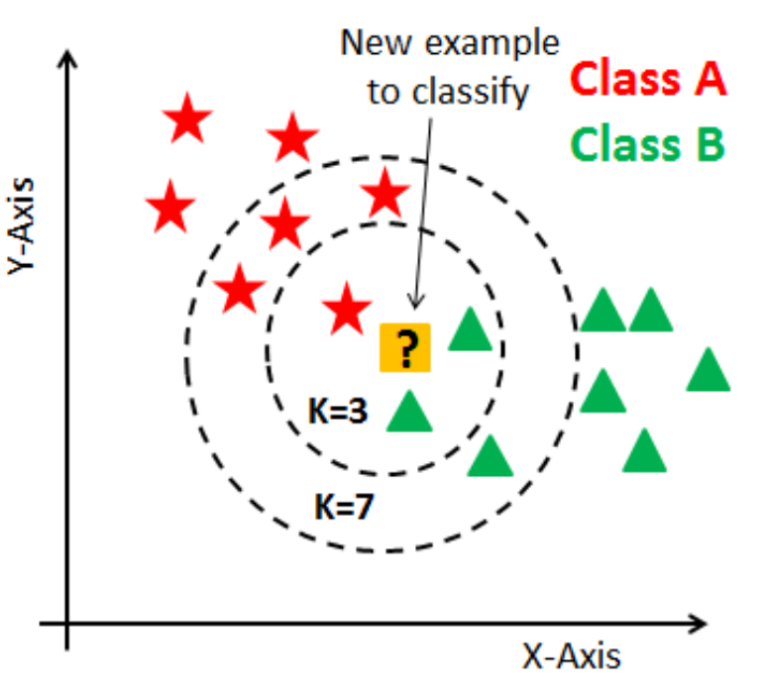 New example
to classify
Class A
Class B
Y-Axis
?
K=3
K=7
X-Axis